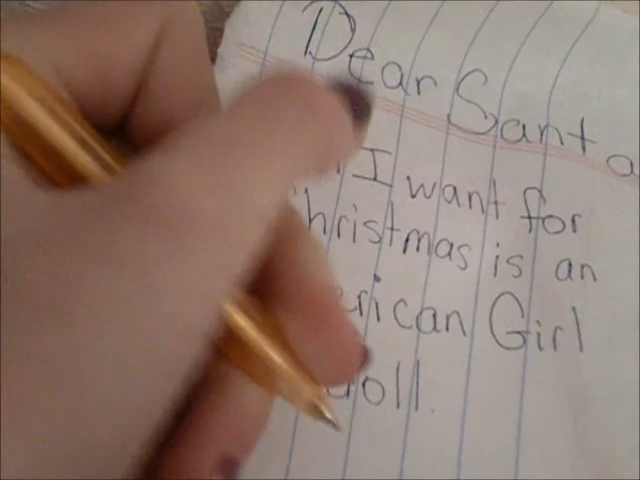 Dear Santa
I want for
hristmas is an
erican Girl
doll.